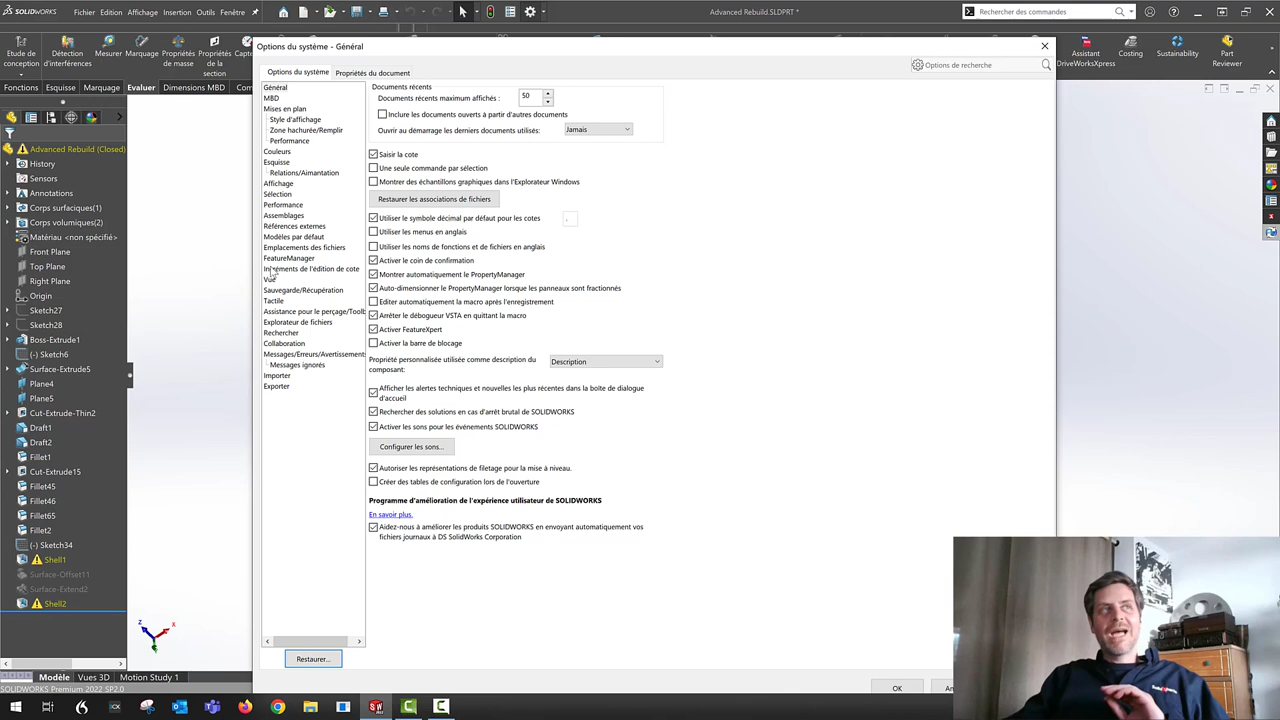 SOLIDWORKS
Fichier
Edition
Affichage
Insertion
Outils
Fenêtre
Advanced Rebuild.SLDPRT *
Rechercher des commandes
conception
d'interféren
Mesurer
Marquages
Propriétés
de masse
Propriétés
de la
section
Assistant
DriveWorksXpress
Costing
Sustainability
Part
Reviewer
Fonctions
Esquisse
Marquage
Évaluer
Dimensions MBD
Options du système - Général
Options du système
Propriétés du document
Options de recherche
Advanced Rebuild (Closed)
History
Sensors
Annotations
Corps surfaciques(1)
Corps volumiques(2)
Matériau <non spécifié>
Front Plane
Top Plane
Right Plane
Origin
Sketch27
Sketch28
Extrude1
(-) Sketch6
Surface-Extrude5
Plane4
Plane5
Cut-Extrude-Thin2
Draft1
Draft2
Fillet1
Cut-Extrude15
Fillet46
Fillet65
Fillet2
(-) Sketch34
Shell1
Surface-Offset11
Surface-Extrud2
Shell2
Général
MBD
Mises en plan
Style d'affichage
Zone hachurée/Remplir
Performance
Couleurs
Esquisse
Relations/Aimantation
Affichage
Sélection
Performance
Assemblages
Références externes
Modèles par défaut
Emplacements des fichiers
FeatureManager
Incréments de l'édition de cote
Vue
Sauvegarde/Récupération
Tactile
Assistance pour le perçage/Toolb
Explorateur de fichiers
Rechercher
Collaboration
Messages/Erreurs/Avertissements
Messages ignorés
Importer
Exporter
Restaurer...
Documents récents
Documents récents maximum affichés : 50
Inclure les documents ouverts à partir d'autres documents
Ouvrir au démarrage les derniers documents utilisés: Jamais
Saisir la cote
Une seule commande par sélection
Montrer des échantillons graphiques dans l'Explorateur Windows
Restaurer les associations de fichiers
Utiliser le symbole décimal par défaut pour les cotes
Utiliser les menus en anglais
Utiliser les noms de fonctions et de fichiers en anglais
Activer le coin de confirmation
Montrer automatiquement le PropertyManager
Auto-dimensionner le PropertyManager lorsque les panneaux sont fractionnés
Editer automatiquement la macro après l'enregistrement
Arrêter le débogueur VSTA en quittant la macro
Activer FeatureXpert
Activer la barre de blocage
Propriété personnalisée utilisée comme description du
composant:
Description
Afficher les alertes techniques et nouvelles les plus récentes dans la boîte de dialogue
d'accueil
Rechercher des solutions en cas d'arrêt brutal de SOLIDWORKS
Activer les sons pour les événements SOLIDWORKS
Configurer les sons...
Autoriser les représentations de filetage pour la mise à niveau.
Créer des tables de configuration lors de l'ouverture
Programme d'amélioration de l'expérience utilisateur de SOLIDWORKS
En savoir plus.
Aidez-nous à améliorer les produits SOLIDWORKS en envoyant automatiquement vos
fichiers journaux à DS SolidWorks Corporation
OK
z
x
Modèle
Vues 3D
Motion Study 1
SOLIDWORKS Premium 2022 SP2.0